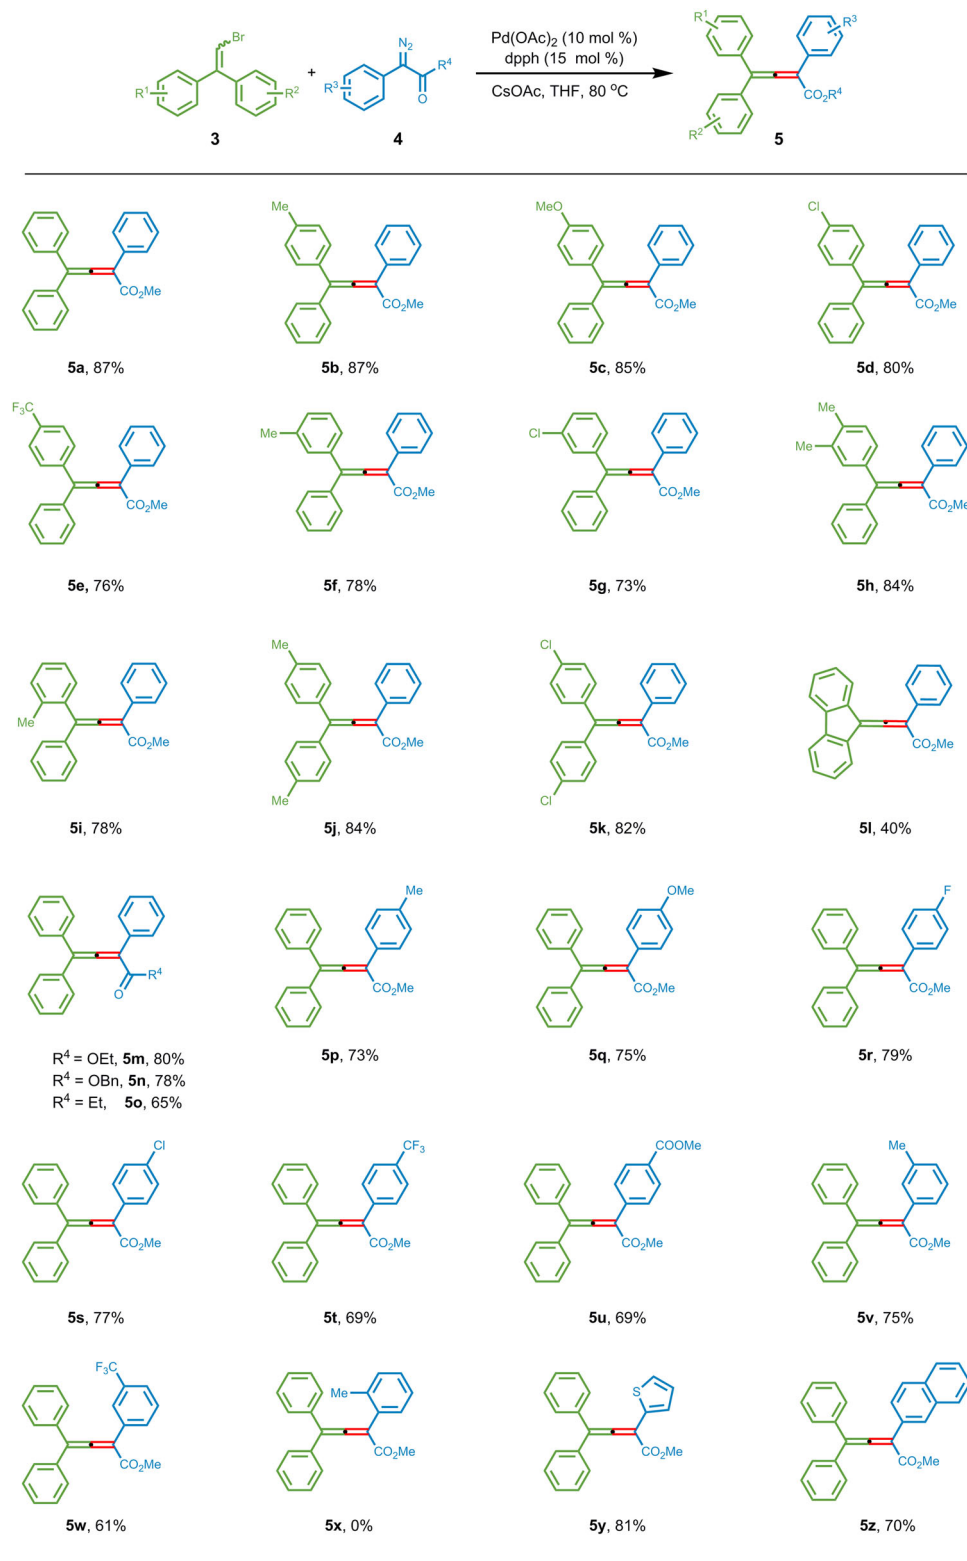 Br
R¹
R²
3
+
N₂
R⁴
R³
O
4
Pd(OAc)₂ (10 mol %)
dpph (15 mol %)
CsOAc, THF, 80 ºC
R¹
R³
R²
CO₂R⁴
5
CO₂Me
5a, 87%
Me
CO₂Me
5b, 87%
MeO
CO₂Me
5c, 85%
Cl
CO₂Me
5d, 80%
F₃C
CO₂Me
5e, 76%
Me
CO₂Me
5f, 78%
Cl
CO₂Me
5g, 73%
Me
Me
CO₂Me
5h, 84%
Me
CO₂Me
5i, 78%
Me
Me
CO₂Me
5j, 84%
Cl
Cl
CO₂Me
5k, 82%
CO₂Me
5l, 40%
R⁴
O
R⁴ = OEt, 5m, 80%
R⁴ = OBn, 5n, 78%
R⁴ = Et, 5o, 65%
Me
CO₂Me
5p, 73%
OMe
CO₂Me
5q, 75%
F
CO₂Me
5r, 79%
Cl
CO₂Me
5s, 77%
CF₃
CO₂Me
5t, 69%
COOMe
CO₂Me
5u, 69%
Me
CO₂Me
5v, 75%
F₃C
CO₂Me
5w, 61%
Me
CO₂Me
5x, 0%
S
CO₂Me
5y, 81%
CO₂Me
5z, 70%